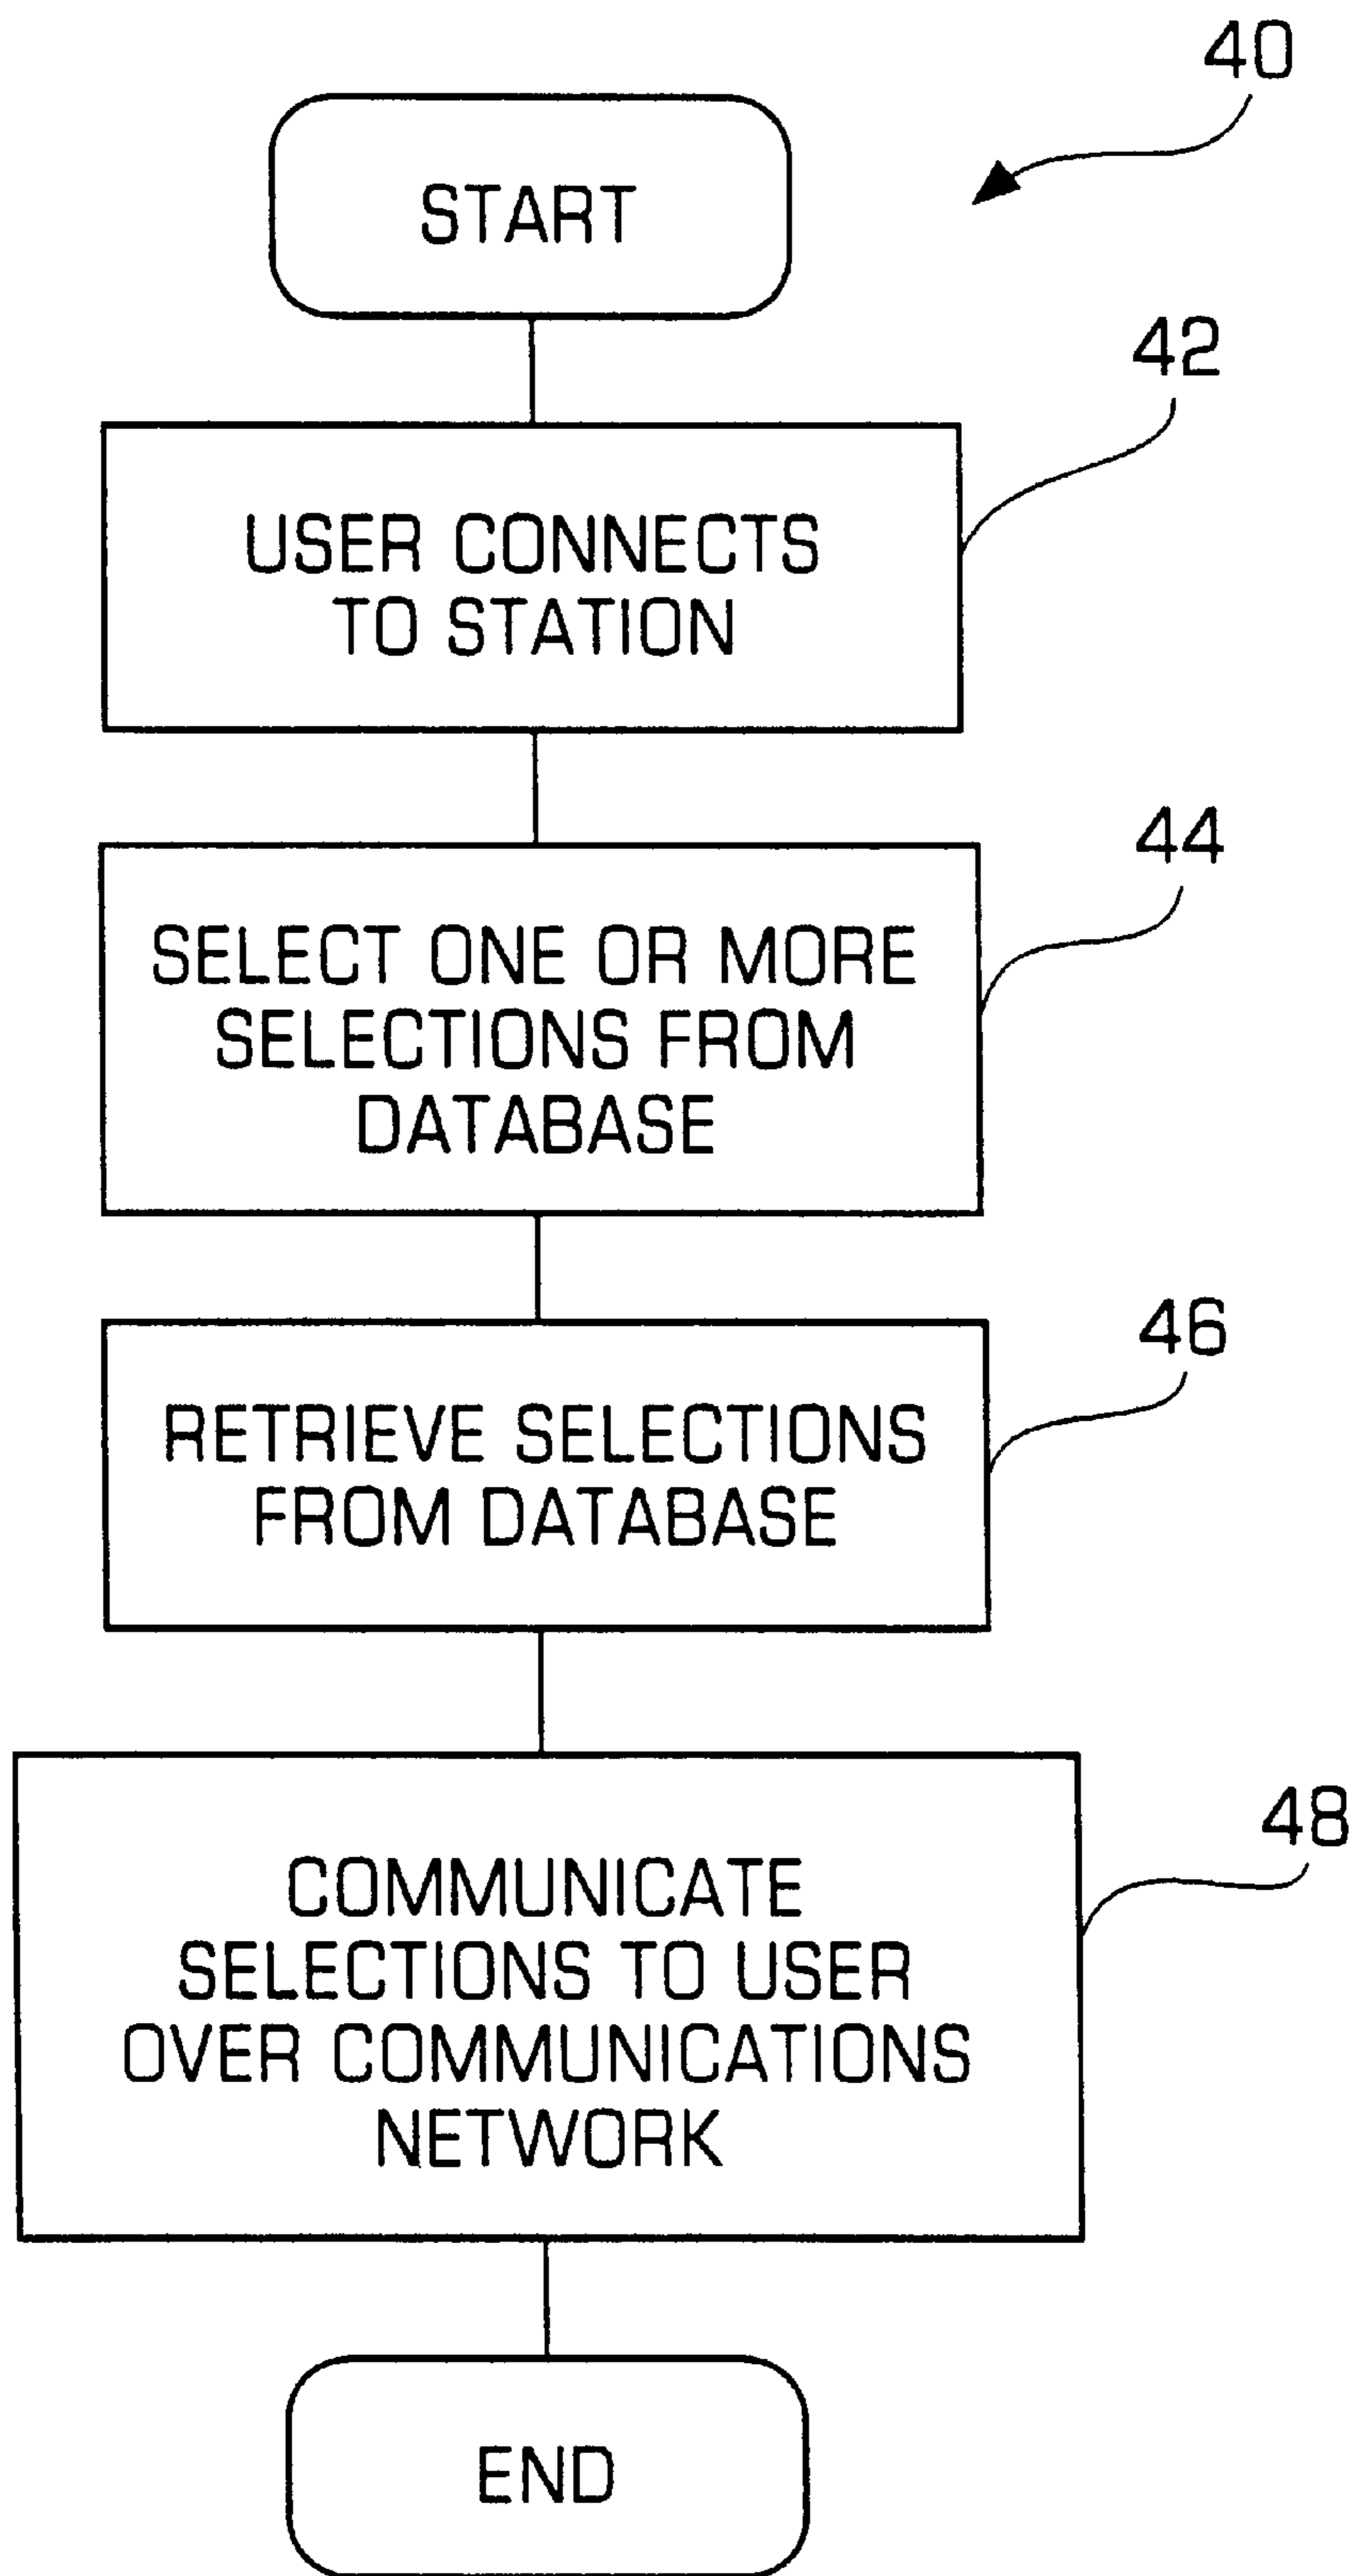 40
START
42
USER CONNECTS
TO STATION
44
SELECT ONE OR MORE
SELECTIONS FROM
DATABASE
46
RETRIEVE SELECTIONS
FROM DATABASE
48
COMMUNICATE
SELECTIONS TO USER
OVER COMMUNICATIONS
NETWORK
END